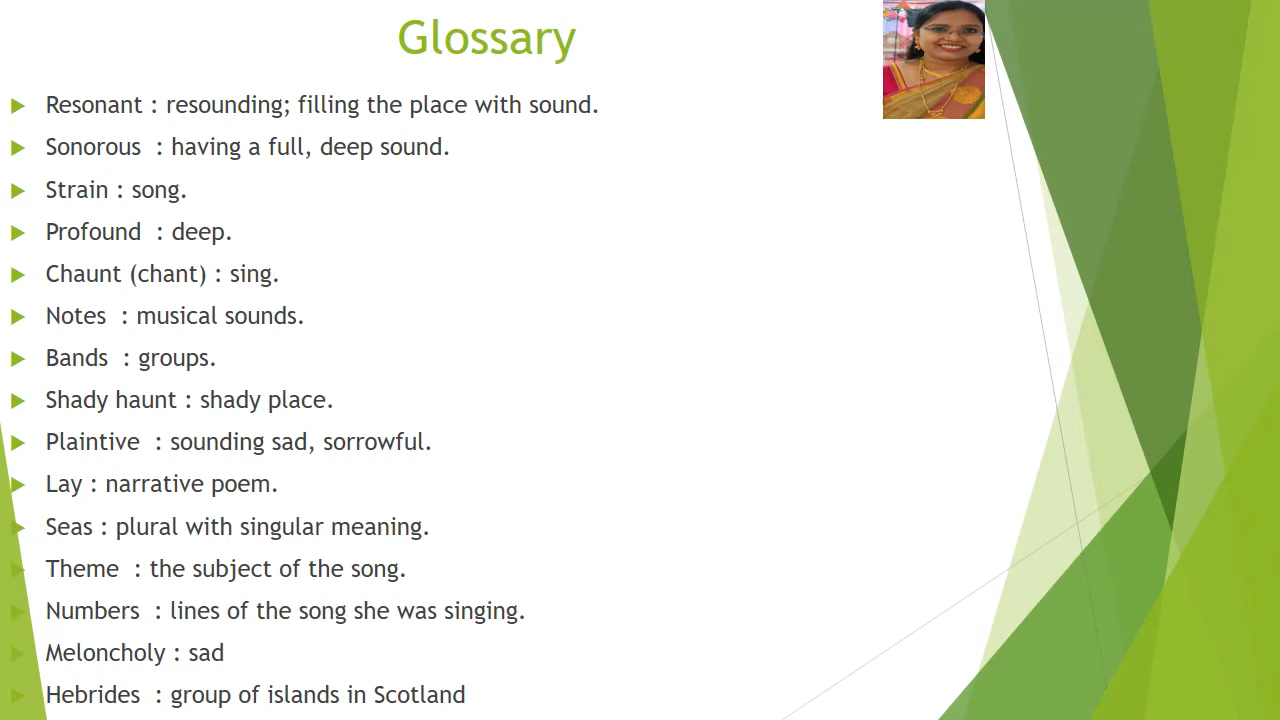 Glossary
Resonant : resounding; filling the place with sound.
Sonorous : having a full, deep sound.
Strain : song.
Profound : deep.
Chaunt (chant) : sing.
Notes : musical sounds.
Bands : groups.
Shady haunt : shady place.
Plaintive : sounding sad, sorrowful.
Lay : narrative poem.
Seas : plural with singular meaning.
Theme : the subject of the song.
Numbers : lines of the song she was singing.
Meloncholy : sad
Hebrides : group of islands in Scotland